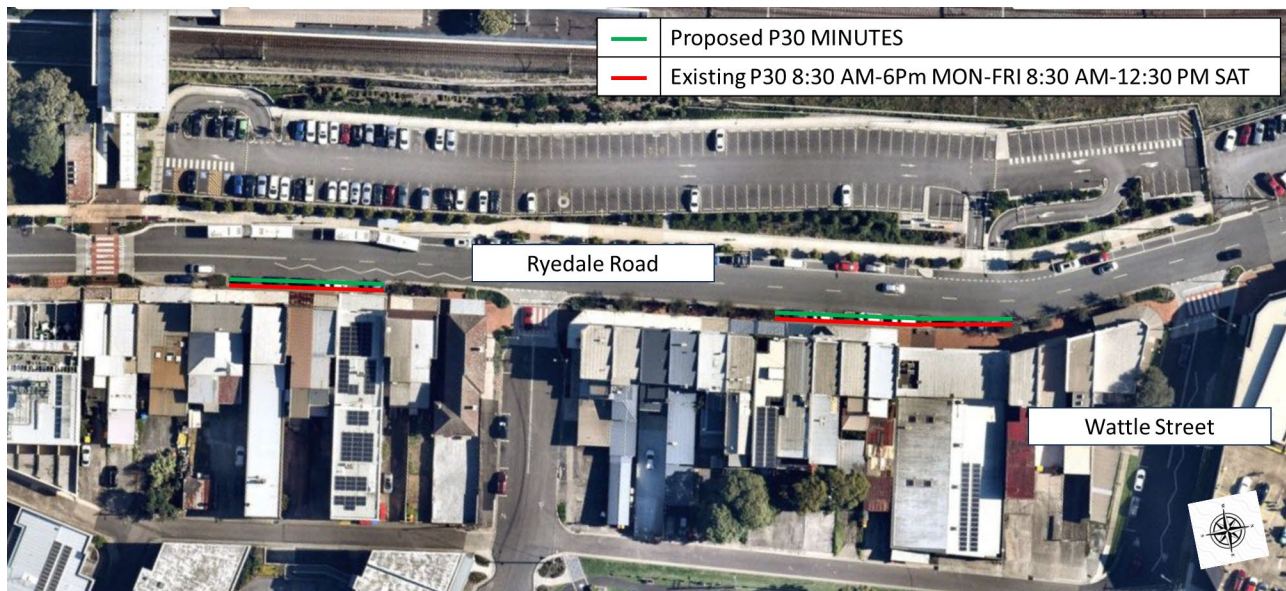 Proposed P30 MINUTES
Existing P30 8:30 AM-6Pm MON-FRI 8:30 AM-12:30 PM SAT
Ryedale Road
Wattle Street